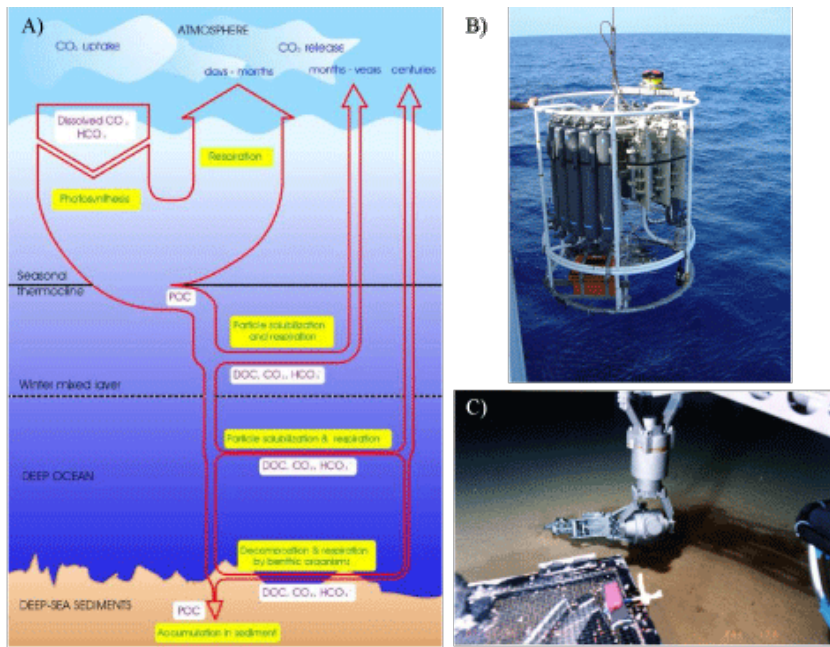 A)
ATMOSPHERE
CO₂ uptake
CO₂ release
days - months
months - years
centuries
Dissolved CO₂,
HCO₃
Respiration
Photosynthesis
Seasonal
thermocline
POC
Particle solubilization
and respiration
DOC, CO₂, HCO₃
Winter mixed layer
Particle solubilization & respiration
DOC, CO₂, HCO₃
DEEP OCEAN
Decomposition & respiration
by benthic organisms
DOC, CO₂, HCO₃
DEEP-SEA SEDIMENTS
POC
Accumulation in sediment
B)
C)